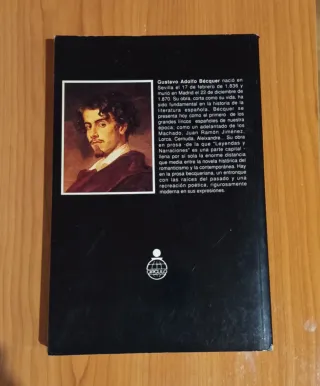 Gustavo Adolfo Bécquer nació en
Sevilla el 17 de febrero de 1.836 y
murió en Madrid el 22 de diciembre de
1.870. Su obra, corta como su vida, ha
sido fundamental en la historia de la
literatura española. Bécquer se
presenta hoy como el primero de los
grandes líricos españoles de nuestra
época; como un adelantado de los
Machado, Juan Ramón Jiménez,
Lorca, Cernuda, Aleixandre... Su obra
en prosa -de la que "Leyendas y
Narraciones" es una parte capital-
llena por si sola la enorme distancia
que media entre la novela histórica del
romanticismo y la contemporánea. Hay
en la prosa becqueriana, un entronque
con las raíces del pasado y una
recreación poética, rigurosamente
moderna en sus expresiones.